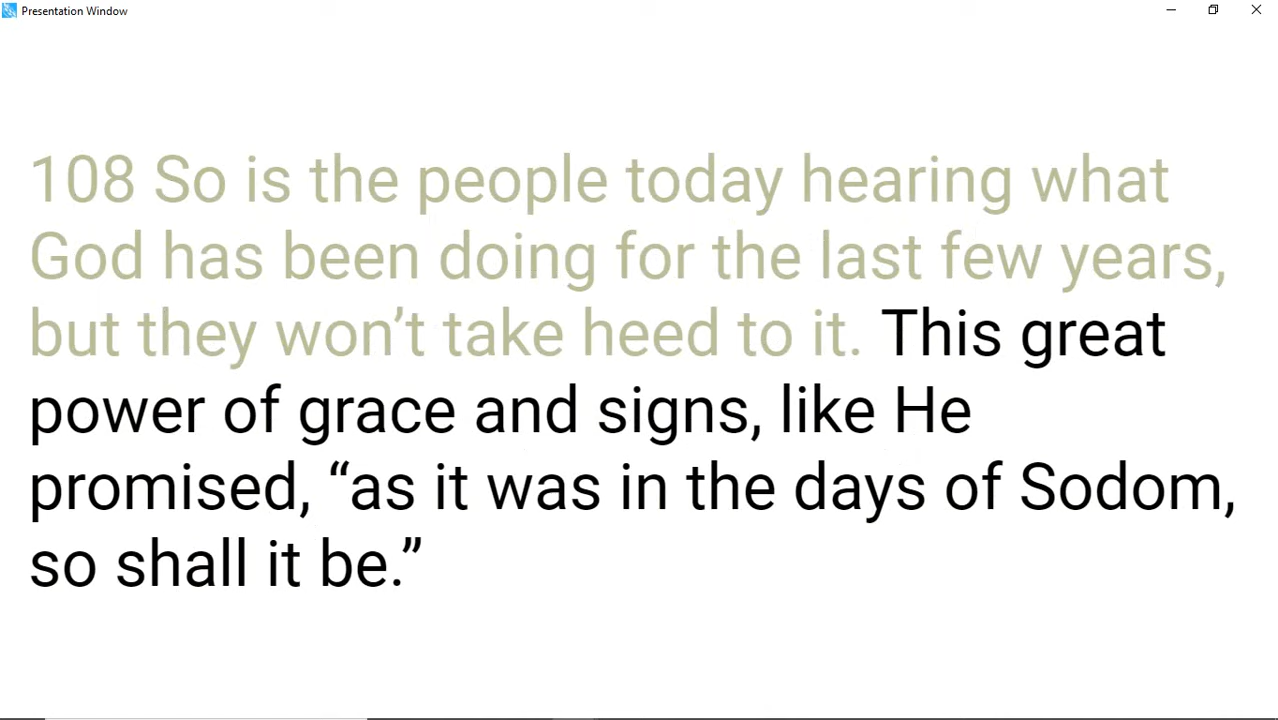 Presentation Window
108 So is the people today hearing what
God has been doing for the last few years,
but they won’t take heed to it. This great
power of grace and signs, like He
promised, “as it was in the days of Sodom,
so shall it be.”